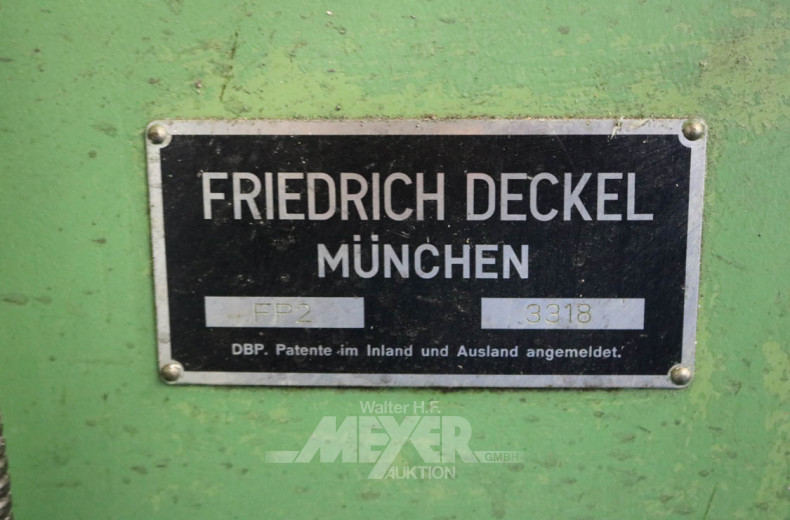 FRIEDRICH DECKEL
MÜNCHEN
FP2 3318
DBP. Patente im Inland und Ausland angemeldet.
Walter H.F.
MEYER GMBH
AUKTION